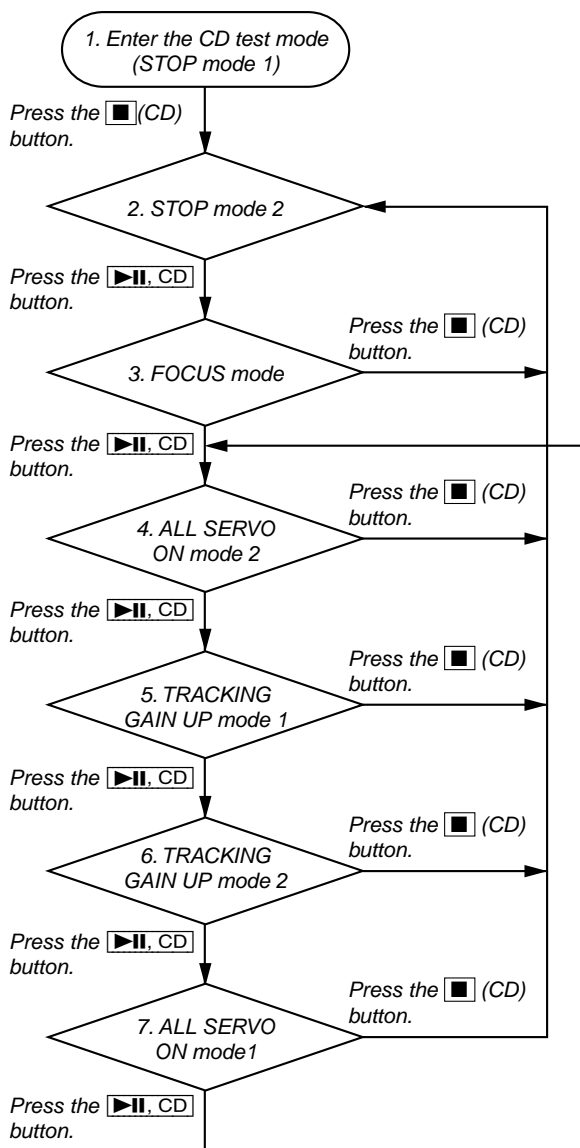 1. Enter the CD test mode
(STOP mode 1)
Press the ■ (CD)
button.
2. STOP mode 2
Press the ►II, CD
button.
Press the ■ (CD)
button.
3. FOCUS mode
Press the ►II, CD
button.
Press the ■ (CD)
button.
4. ALL SERVO
ON mode 2
Press the ►II, CD
button.
Press the ■ (CD)
button.
5. TRACKING
GAIN UP mode 1
Press the ►II, CD
button.
Press the ■ (CD)
button.
6. TRACKING
GAIN UP mode 2
Press the ►II, CD
button.
Press the ■ (CD)
button.
7. ALL SERVO
ON mode1
Press the ►II, CD
button.